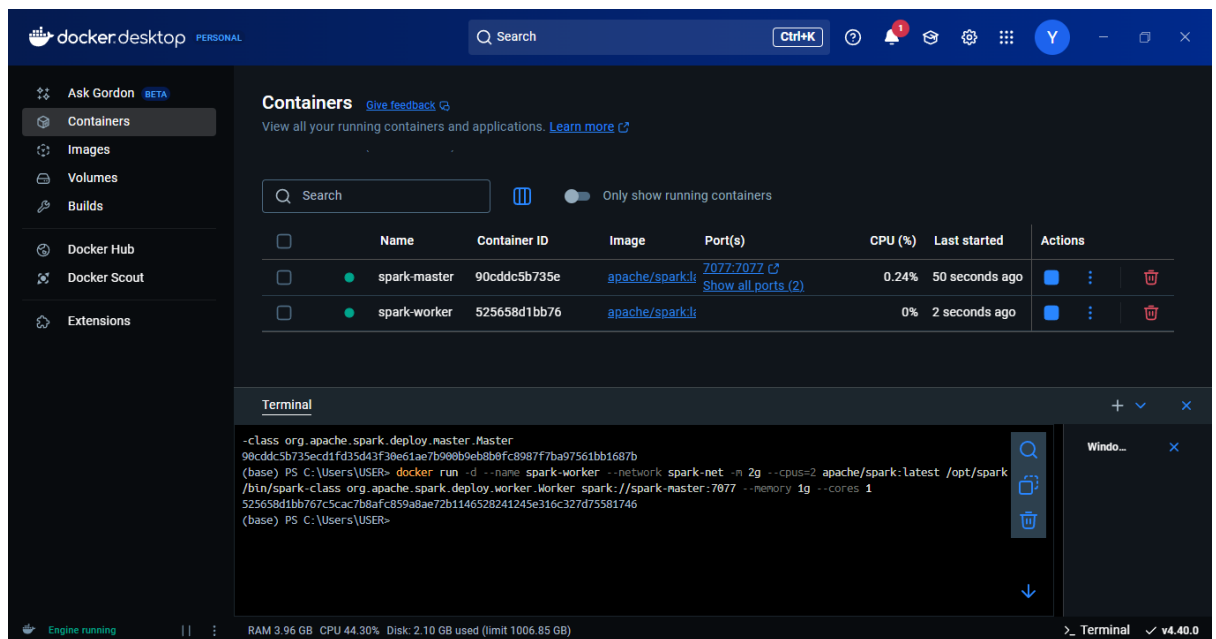 docker.desktop PERSONAL
Search
Ctrl+K
1
Y
Ask Gordon BETA
Containers
Images
Volumes
Builds
Docker Hub
Docker Scout
Extensions
Containers Give feedback
View all your running containers and applications. Learn more
Search
Only show running containers
Name Container ID Image Port(s) CPU (%) Last started Actions
spark-master 90cddc5b735e apache/spark:la 7077:7077 0.24% 50 seconds ago
Show all ports (2)
spark-worker 525658d1bb76 apache/spark:la 0% 2 seconds ago
Terminal
-class org.apache.spark.deploy.master.Master
90cddc5b735ecd1fd35d43f30e61ae7b900b9eb8b0fc8987f7ba97561bb1687b
(base) PS C:\Users\USER> docker run -d --name spark-worker --network spark-net -m 2g --cpus=2 apache/spark:latest /opt/spark
/bin/spark-class org.apache.spark.deploy.worker.Worker spark://spark-master:7077 --memory 1g --cores 1
525658d1bb767c5cac7b8afc859a8ae72b1146528241245e316c327d75581746
(base) PS C:\Users\USER>
Windo...
Engine running
RAM 3.96 GB CPU 44.30% Disk: 2.10 GB used (limit 1006.85 GB)
>_ Terminal
v4.40.0